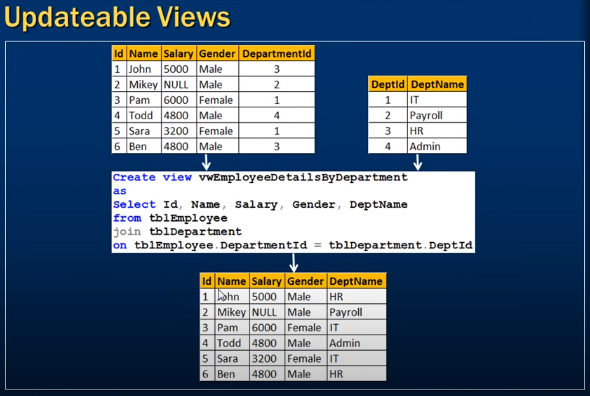 Updateable Views
Id Name Salary Gender DepartmentId
1 John 5000 Male 3
2 Mikey NULL Male 2
3 Pam 6000 Female 1
4 Todd 4800 Male 4
5 Sara 3200 Female 1
6 Ben 4800 Male 3
DeptId DeptName
1 IT
2 Payroll
3 HR
4 Admin
Create view vwEmployeeDetailsByDepartment
as
Select Id, Name, Salary, Gender, DeptName
from tblEmployee
join tblDepartment
on tblEmployee.DepartmentId = tblDepartment.DeptId
Id Name Salary Gender DeptName
1 John 5000 Male HR
2 Mikey NULL Male Payroll
3 Pam 6000 Female IT
4 Todd 4800 Male Admin
5 Sara 3200 Female IT
6 Ben 4800 Male HR